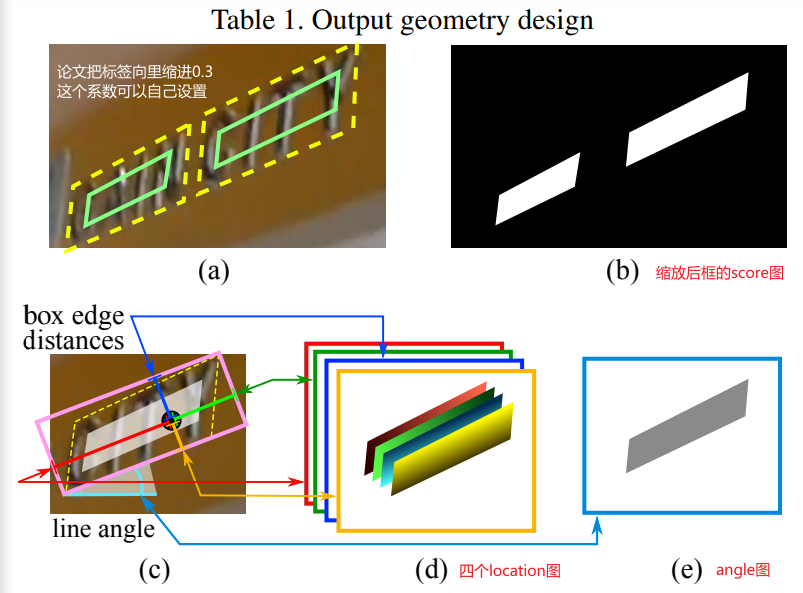 Table 1. Output geometry design
论文把标签向里缩进0.3
这个系数可以自己设置
(a)
(b)
缩放后框的score图
box edge
distances
line angle
(c)
(d)
四个location图
(e)
angle图